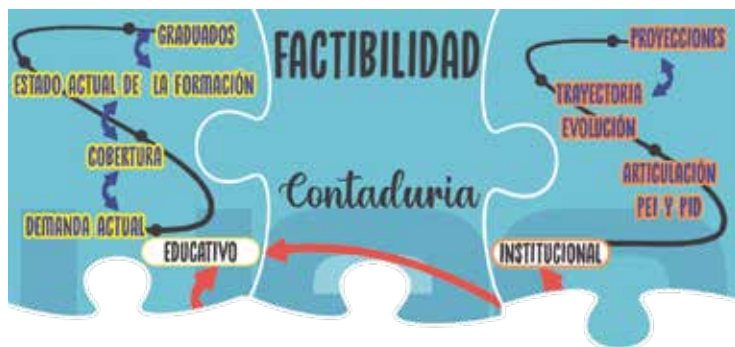 GRADUADOS
ESTADO ACTUAL DE LA FORMACIÓN
COBERTURA
DEMANDA ACTUAL
EDUCATIVO
FACTIBILIDAD
Contaduria
PROYECCIONES
TRAYECTORIA
EVOLUCIÓN
ARTICULACIÓN
PEI Y PID
INSTITUCIONAL